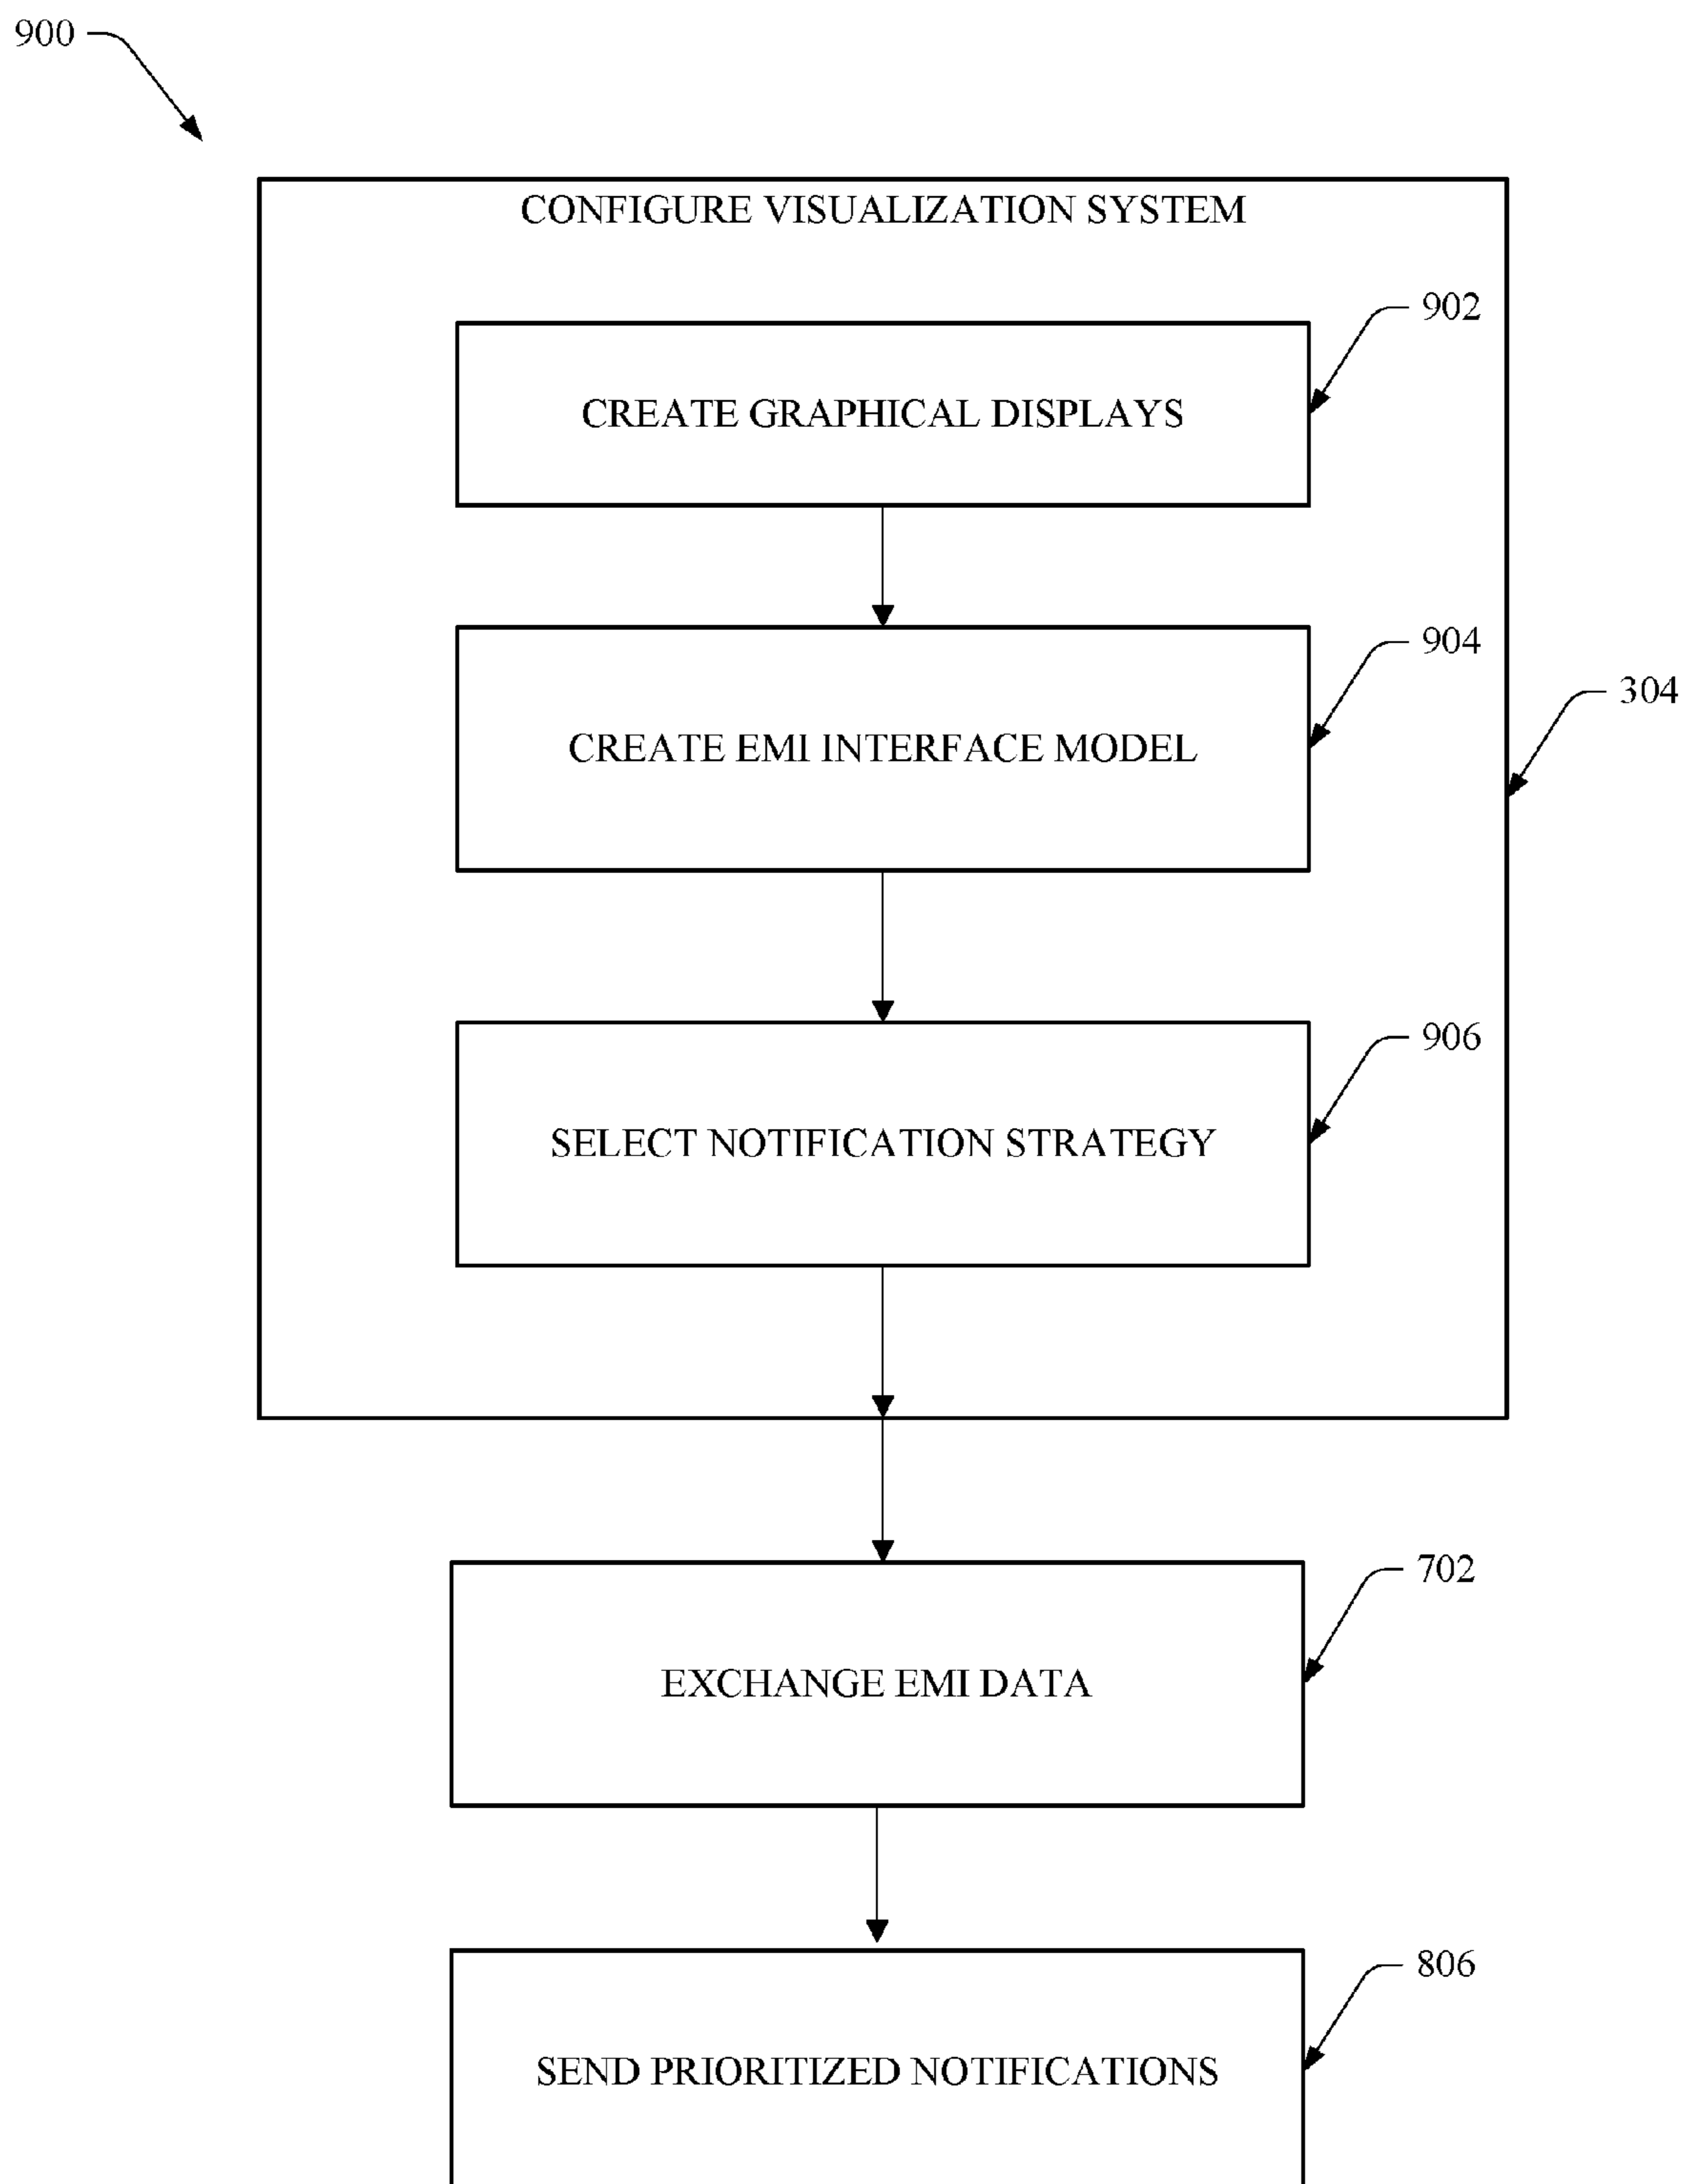 900
CONFIGURE VISUALIZATION SYSTEM
902
CREATE GRAPHICAL DISPLAYS
904
CREATE EMI INTERFACE MODEL
304
906
SELECT NOTIFICATION STRATEGY
702
EXCHANGE EMI DATA
806
SEND PRIORITIZED NOTIFICATIONS